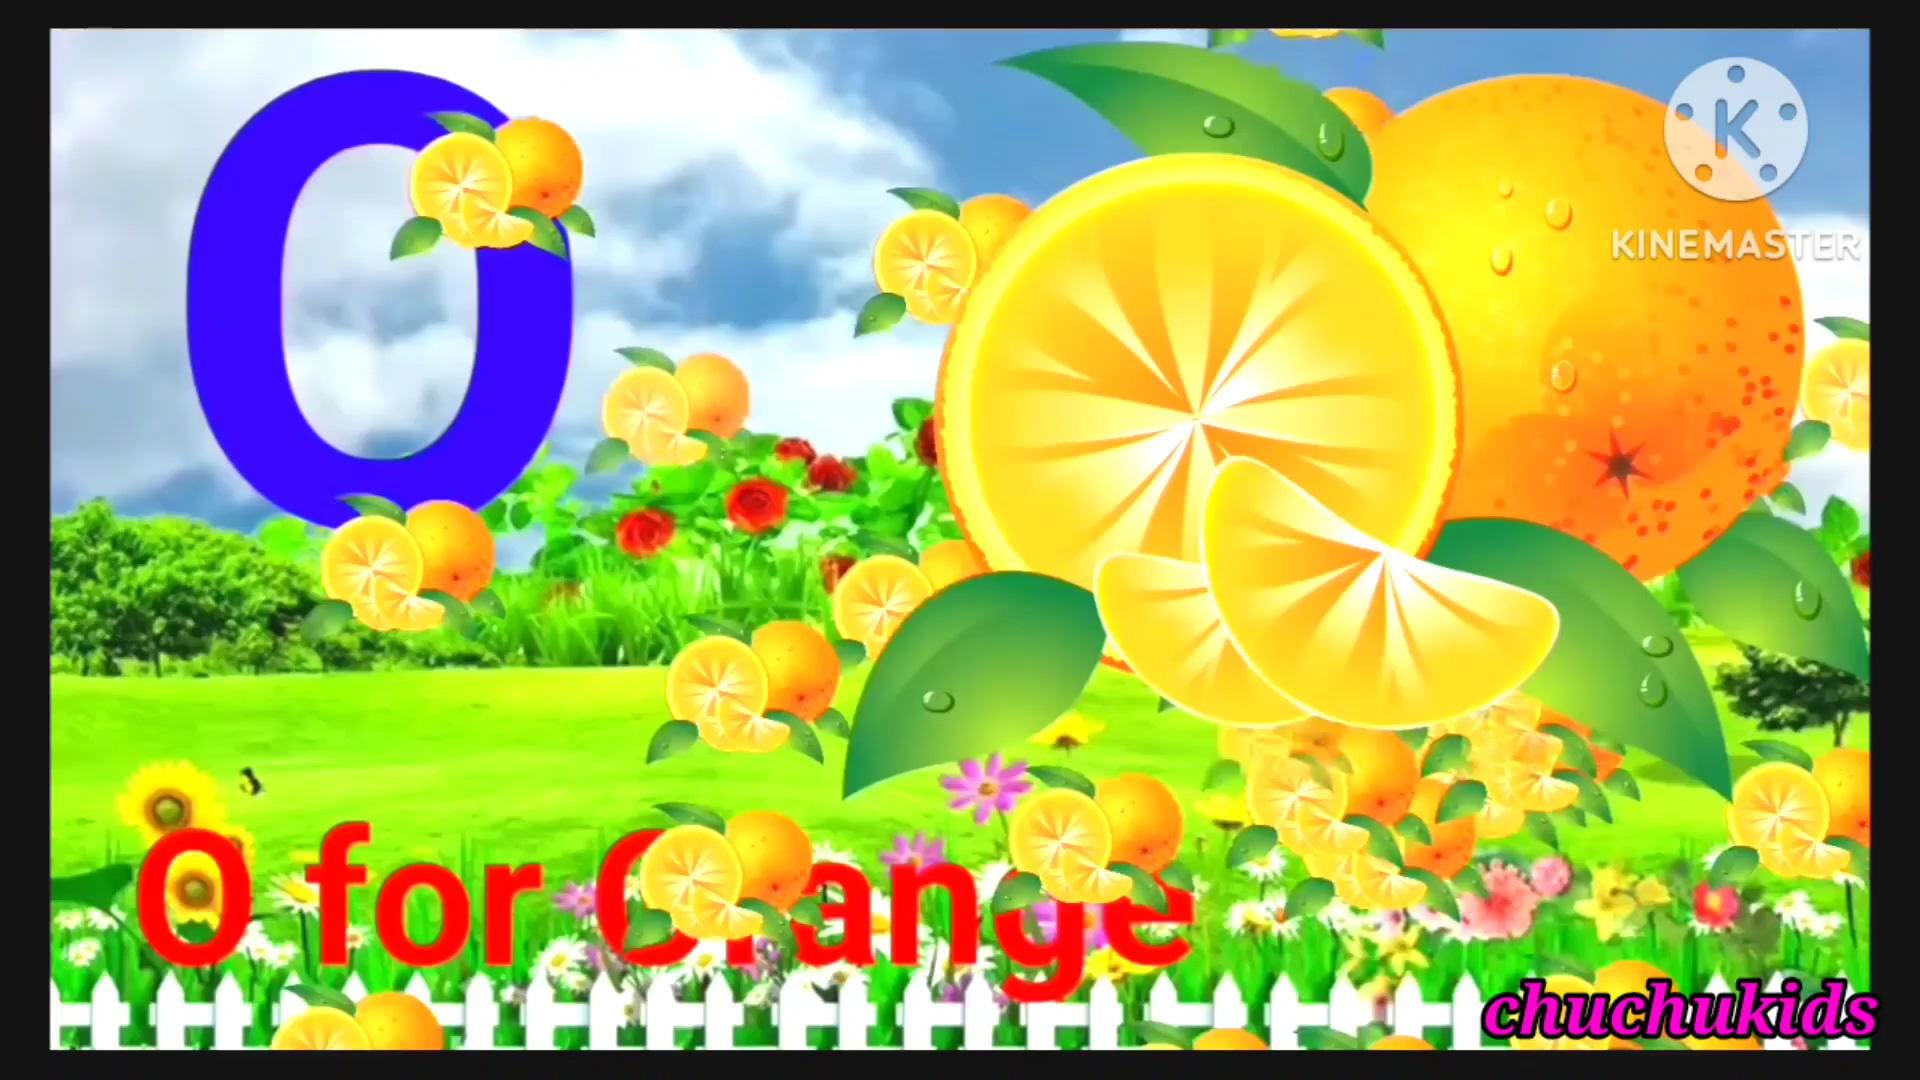 O
K
KINEMASTER
O for Orange
chuchukids